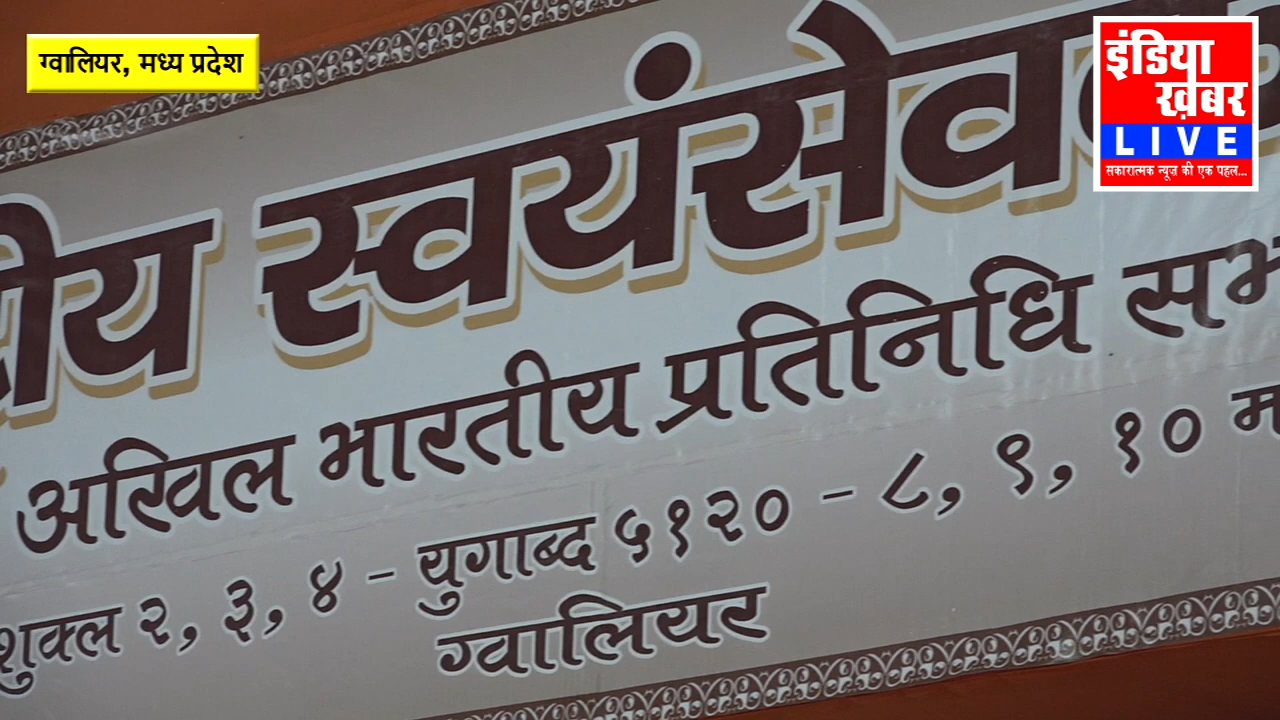 ग्वालियर, मध्य प्रदेश
इंडिया
ख़बर
LIVE
सकारात्मक न्यूज की एक पहल...
स्वयंसेवक
अखिल भारतीय प्रतिनिधि सभा
शुक्ल २, ३, ४ - युगाब्द ५१२० - ८, ९, १०
ग्वालियर